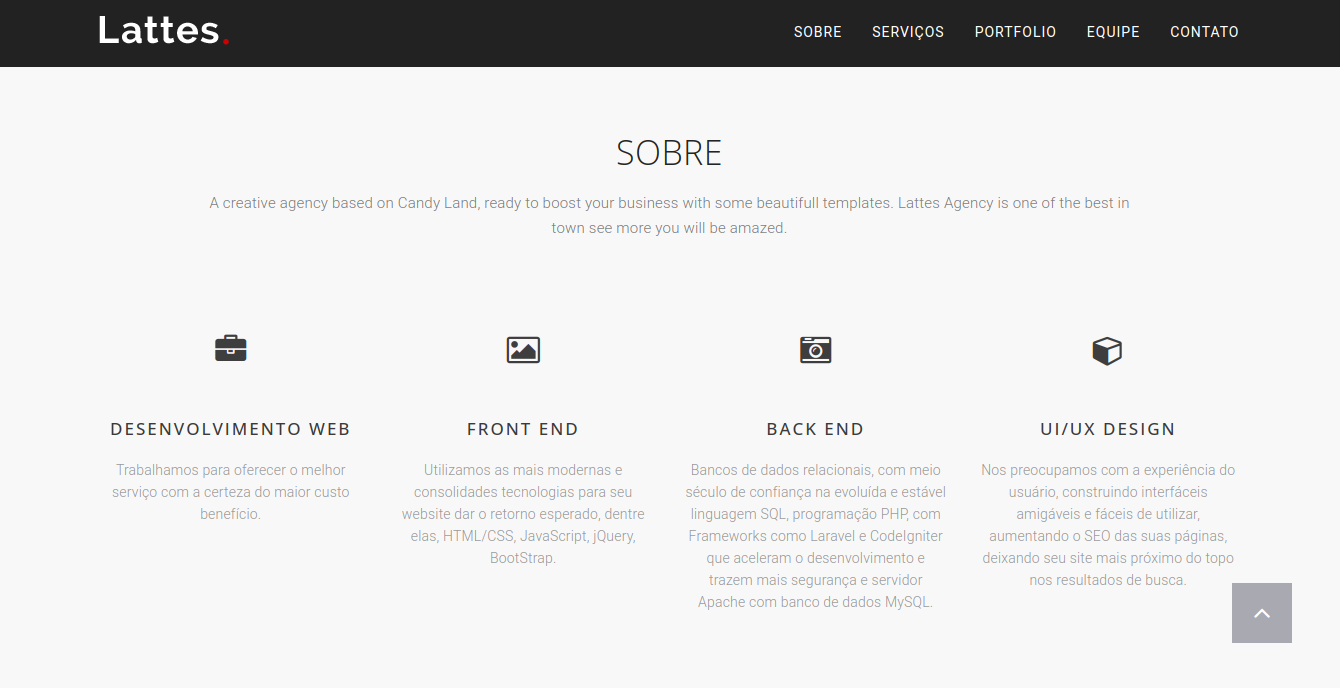 Lattes.
SOBRE SERVIÇOS PORTFOLIO EQUIPE CONTATO
SOBRE
A creative agency based on Candy Land, ready to boost your business with some beautifull templates. Lattes Agency is one of the best in
town see more you will be amazed.
DESENVOLVIMENTO WEB
Trabalhamos para oferecer o melhor
serviço com a certeza do maior custo
benefício.
FRONT END
Utilizamos as mais modernas e
consolidades tecnologias para seu
website dar o retorno esperado, dentre
elas, HTML/CSS, JavaScript, jQuery,
BootStrap.
BACK END
Bancos de dados relacionais, com meio
século de confiança na evoluída e estável
linguagem SQL, programação PHP, com
Frameworks como Laravel e CodeIgniter
que aceleram o desenvolvimento e
trazem mais segurança e servidor
Apache com banco de dados MySQL.
UI/UX DESIGN
Nos preocupamos com a experiência do
usuário, construindo interfáceis
amigáveis e fáceis de utilizar,
aumentando o SEO das suas páginas,
deixando seu site mais próximo do topo
nos resultados de busca.